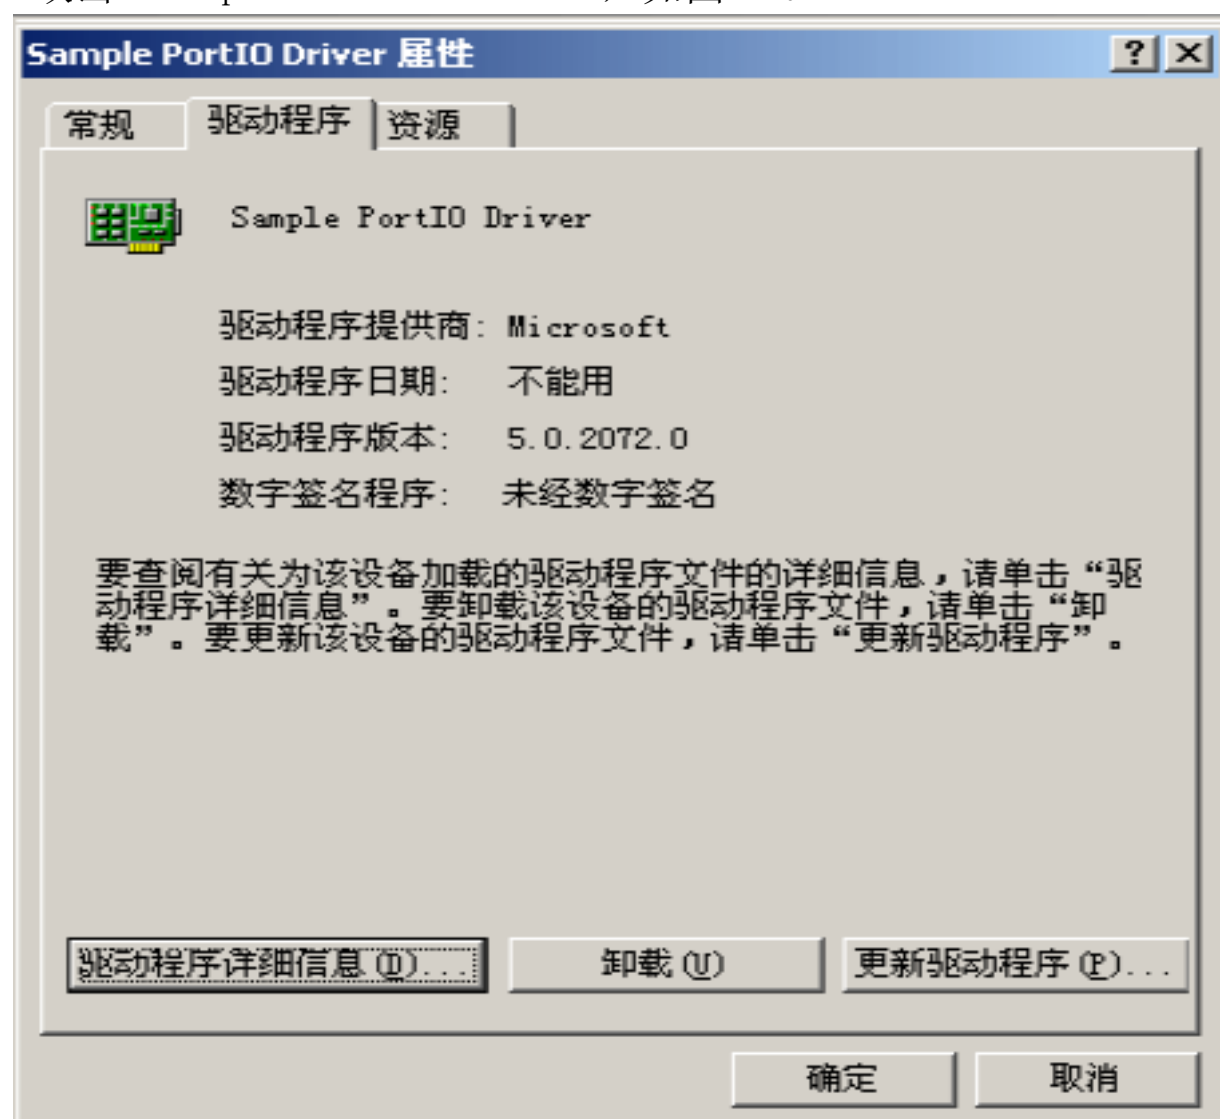 Sample PortIO Driver 属性
常规 驱动程序 资源
Sample PortIO Driver
驱动程序提供商: Microsoft
驱动程序日期: 不能用
驱动程序版本: 5.0.2072.0
数字签名程序: 未经数字签名
要查阅有关为该设备加载的驱动程序文件的详细信息，请单击“驱
动程序详细信息”。要卸载该设备的驱动程序文件，请单击“卸
载”。要更新该设备的驱动程序文件，请单击“更新驱动程序”。
驱动程序详细信息(D)... 卸载(U) 更新驱动程序(P)...
确定 取消